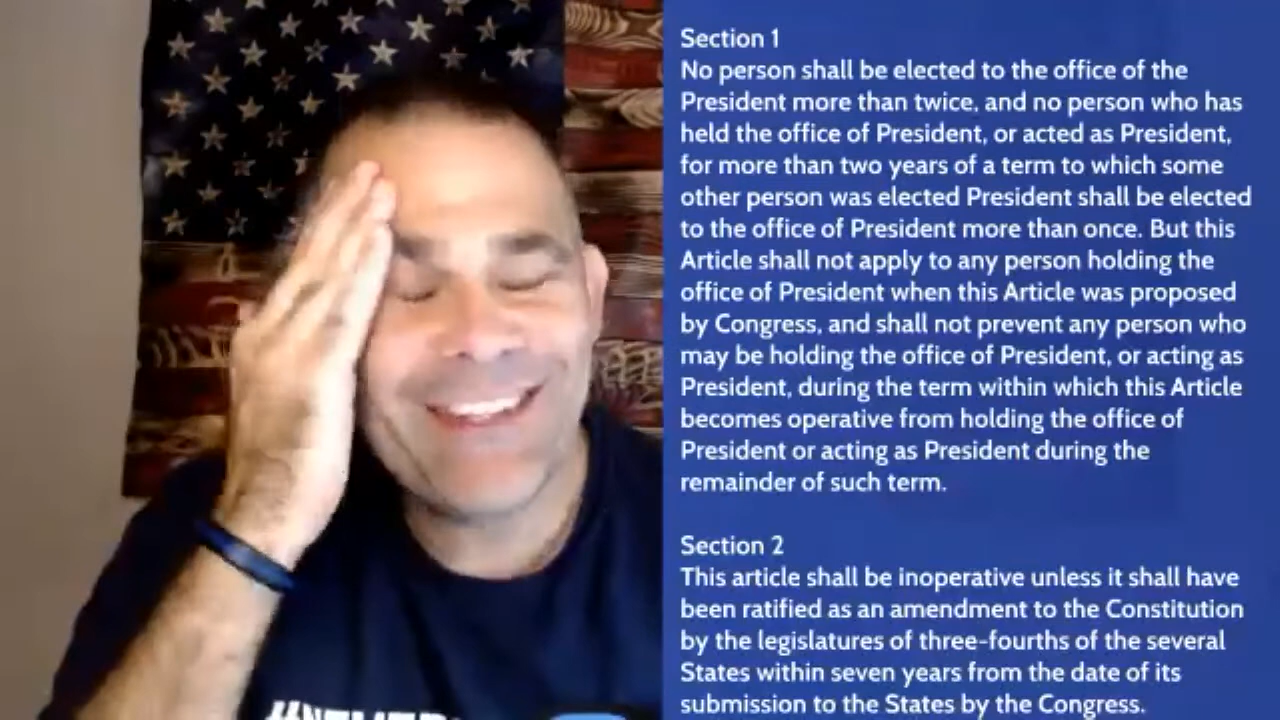 Section 1
No person shall be elected to the office of the
President more than twice, and no person who has
held the office of President, or acted as President,
for more than two years of a term to which some
other person was elected President shall be elected
to the office of President more than once. But this
Article shall not apply to any person holding the
office of President when this Article was proposed
by Congress, and shall not prevent any person who
may be holding the office of President, or acting as
President, during the term within which this Article
becomes operative from holding the office of
President or acting as President during the
remainder of such term.
Section 2
This article shall be inoperative unless it shall have
been ratified as an amendment to the Constitution
by the legislatures of three-fourths of the several
States within seven years from the date of its
submission to the States by the Congress.